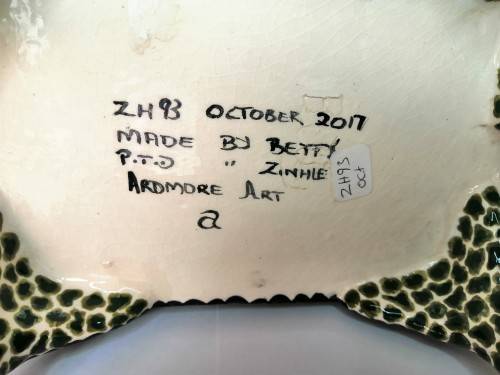 ZH93 OCTOBER 2017
MADE BY BETTY
P.T.D " ZINHLE
ARDMORE ART
a
ZH93
OCT